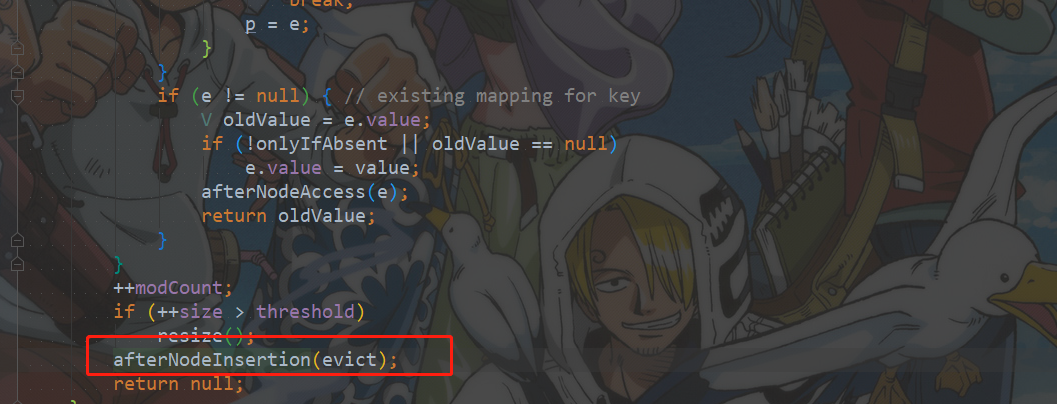 break;
p = e;
}
}
if (e != null) { // existing mapping for key
V oldValue = e.value;
if (!onlyIfAbsent || oldValue == null)
e.value = value;
afterNodeAccess(e);
return oldValue;
}
}
++modCount;
if (++size > threshold)
resize();
afterNodeInsertion(evict);
return null;
}